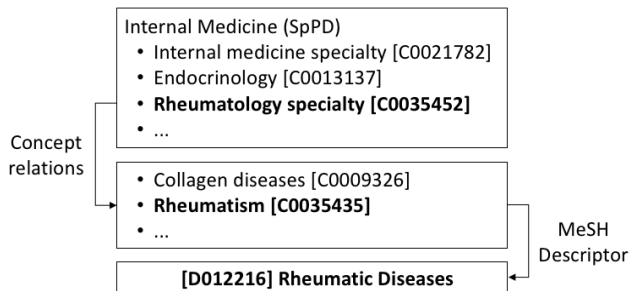 Internal Medicine (SpPD)
• Internal medicine specialty [C0021782]
• Endocrinology [C0013137]
• Rheumatology specialty [C0035452]
• ...
Concept
relations
• Collagen diseases [C0009326]
• Rheumatism [C0035435]
• ...
MeSH
Descriptor
[D012216] Rheumatic Diseases